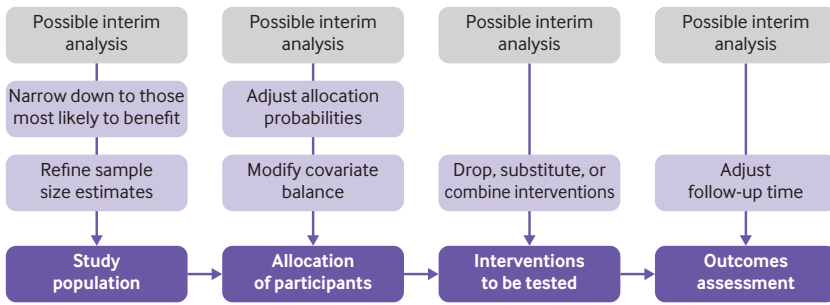 Possible interim
analysis
Possible interim
analysis
Possible interim
analysis
Possible interim
analysis
Narrow down to those
most likely to benefit
Adjust allocation
probabilities
Refine sample
size estimates
Modify covariate
balance
Drop, substitute, or
combine interventions
Adjust
follow-up time
Study
population
Allocation
of participants
Interventions
to be tested
Outcomes
assessment